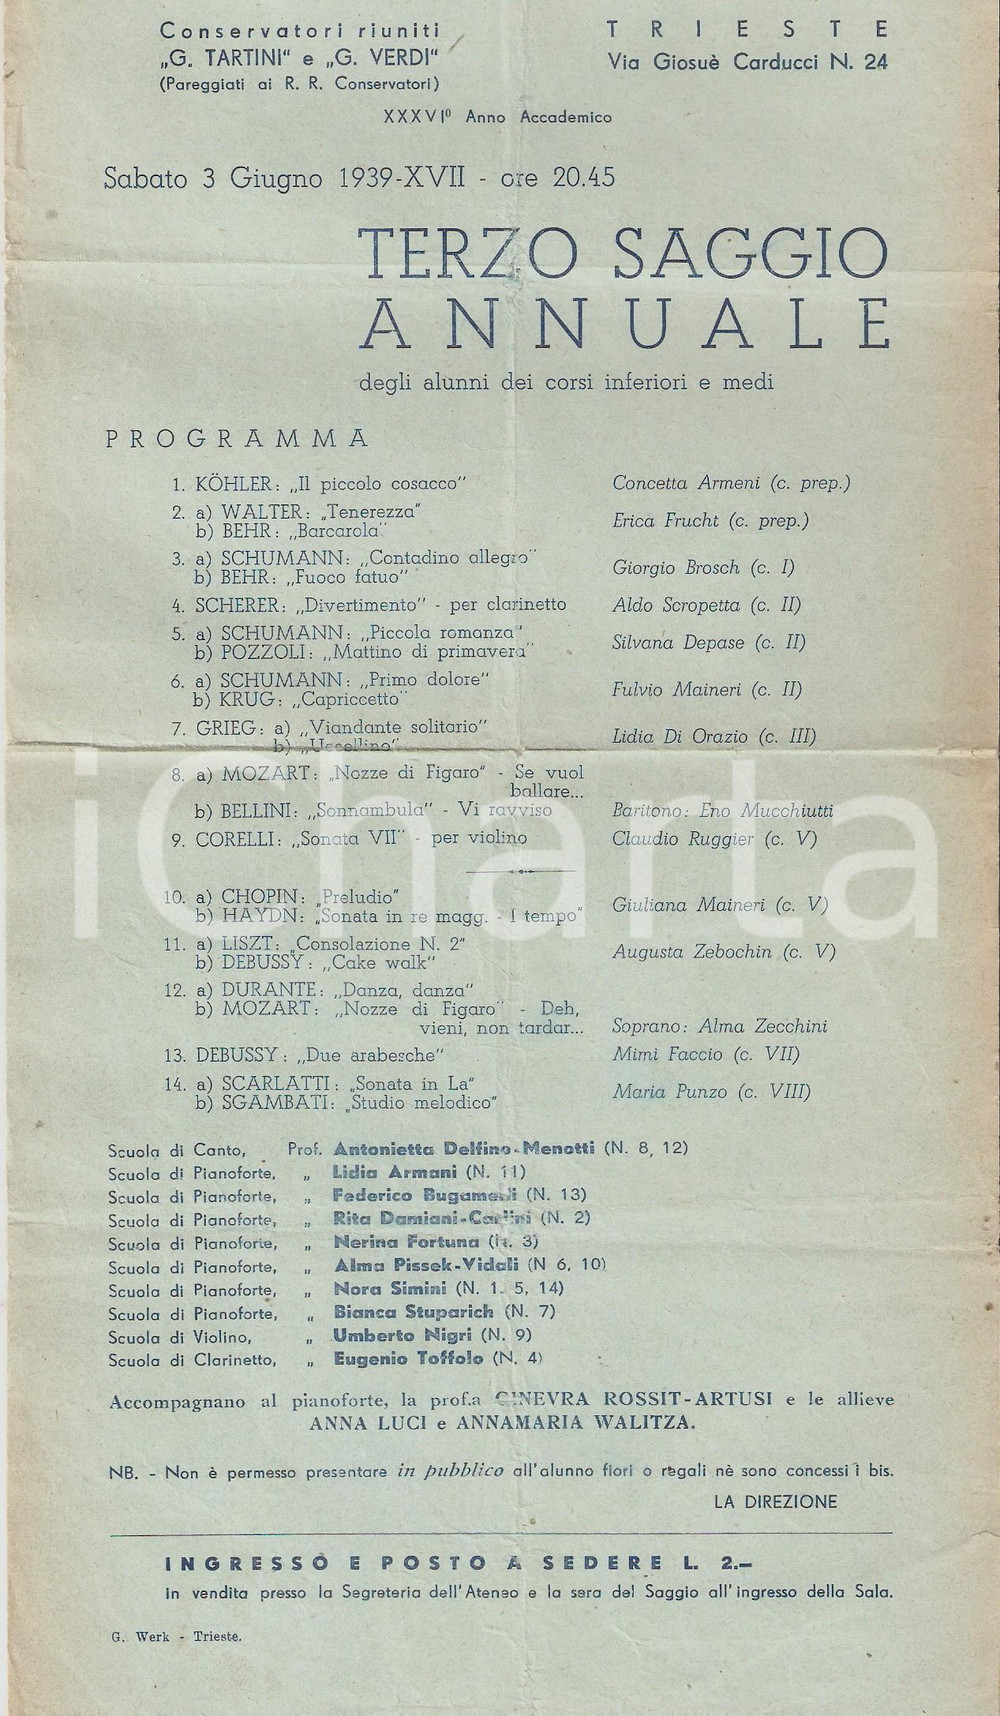 Conservatori riuniti
„G. TARTINI“ e „G. VERDI“
(Pareggiati ai R. R. Conservatori)
TRIESTE
Via Giosuè Carducci N. 24
XXXVIº Anno Accademico
Sabato 3 Giugno 1939-XVII - ore 20.45
TERZO SAGGIO
ANNUALE
degli alunni dei corsi inferiori e medi
PROGRAMMA
1. KÖHLER: „Il piccolo cosacco“ Concetta Armeni (c. prep.)
2. a) WALTER: „Tenerezza“
b) BEHR: „Barcarola“ Erica Frucht (c. prep.)
3. a) SCHUMANN: „Contadino allegro“
b) BEHR: „Fuoco fatuo“ Giorgio Brosch (c. I)
4. SCHERER: „Divertimento“ - per clarinetto Aldo Scropetta (c. II)
5. a) SCHUMANN: „Piccola romanza“
b) POZZOLI: „Mattino di primavera“ Silvana Depase (c. II)
6. a) SCHUMANN: „Primo dolore“
b) KRUG: „Capriccetto“ Fulvio Maineri (c. II)
7. GRIEG: a) „Viandante solitario“
b) „Uccellino“ Lidia Di Orazio (c. III)
8. a) MOZART: „Nozze di Figaro“ - Se vuol
ballare...
b) BELLINI: „Sonnambula“ - Vi ravviso Baritono: Eno Mucchiutti
9. CORELLI: „Sonata VII“ - per violino Claudio Ruggier (c. V)
10. a) CHOPIN: „Preludio“
b) HAYDN: „Sonata in re magg. - I tempo“ Giuliana Maineri (c. V)
11. a) LISZT: „Consolazione N. 2“
b) DEBUSSY: „Cake walk“ Augusta Zebochin (c. V)
12. a) DURANTE: „Danza, danza“
b) MOZART: „Nozze di Figaro“ - Deh,
vieni, non tardar... Soprano: Alma Zecchini
13. DEBUSSY: „Due arabesche“ Mimì Faccio (c. VII)
14. a) SCARLATTI: „Sonata in La“
b) SGAMBATI: „Studio melodico“ Maria Punzo (c. VIII)
Scuola di Canto, Prof. Antonietta Delfino-Menotti (N. 8, 12)
Scuola di Pianoforte, „ Lidia Armani (N. 11)
Scuola di Pianoforte, „ Federico Bugamelli (N. 13)
Scuola di Pianoforte, „ Rita Damiani-Carlini (N. 2)
Scuola di Pianoforte, „ Nerina Fortuna (N. 3)
Scuola di Pianoforte, „ Alma Pissek-Vidali (N 6, 10)
Scuola di Pianoforte, „ Nora Simini (N. 1. 5, 14)
Scuola di Pianoforte, „ Bianca Stuparich (N. 7)
Scuola di Violino, „ Umberto Nigri (N. 9)
Scuola di Clarinetto, „ Eugenio Toffolo (N. 4)
Accompagnano al pianoforte, la prof.a GINEVRA ROSSIT-ARTUSI e le allieve
ANNA LUCI e ANNAMARIA WALITZA.
NB. - Non è permesso presentare in pubblico all'alunno fiori o regali nè sono concessi i bis.
LA DIREZIONE
INGRESSO E POSTO A SEDERE L. 2.—
In vendita presso la Segreteria dell'Ateneo e la sera del Saggio all'ingresso della Sala.
G. Werk - Trieste.
iCharta